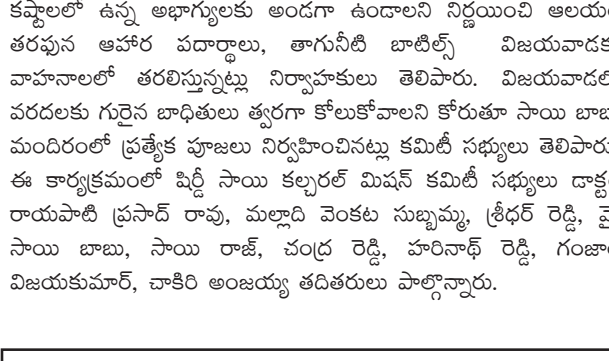 కష్టాలలో ఉన్న అభాగ్యులకు అండగా ఉండాలని నిర్ణయించి ఆలయం
తరఫున ఆహార పదార్థాలు, తాగునీటి బాటిల్స్ విజయవాడకు
వాహనాలలో తరలిస్తున్నట్లు నిర్వాహకులు తెలిపారు. విజయవాడలో
వరదలకు గురైన బాధితులు త్వరగా కోలుకోవాలని కోరుతూ సాయి బాబా
మందిరంలో ప్రత్యేక పూజలు నిర్వహించినట్లు కమిటీ సభ్యులు తెలిపారు.
ఈ కార్యక్రమంలో షిర్డీ సాయి కల్చరల్ మిషన్ కమిటీ సభ్యులు డాక్టర్
రాయపాటి ప్రసాద్ రావు, మల్లాది వెంకట సుబ్బమ్మ, శ్రీధర్ రెడ్డి, వై
సాయి బాబు, సాయి రాజ్, చంద్ర రెడ్డి, హరినాథ్ రెడ్డి, గంజాం
విజయకుమార్, చాకిరి అంజయ్య తదితరులు పాల్గొన్నారు.